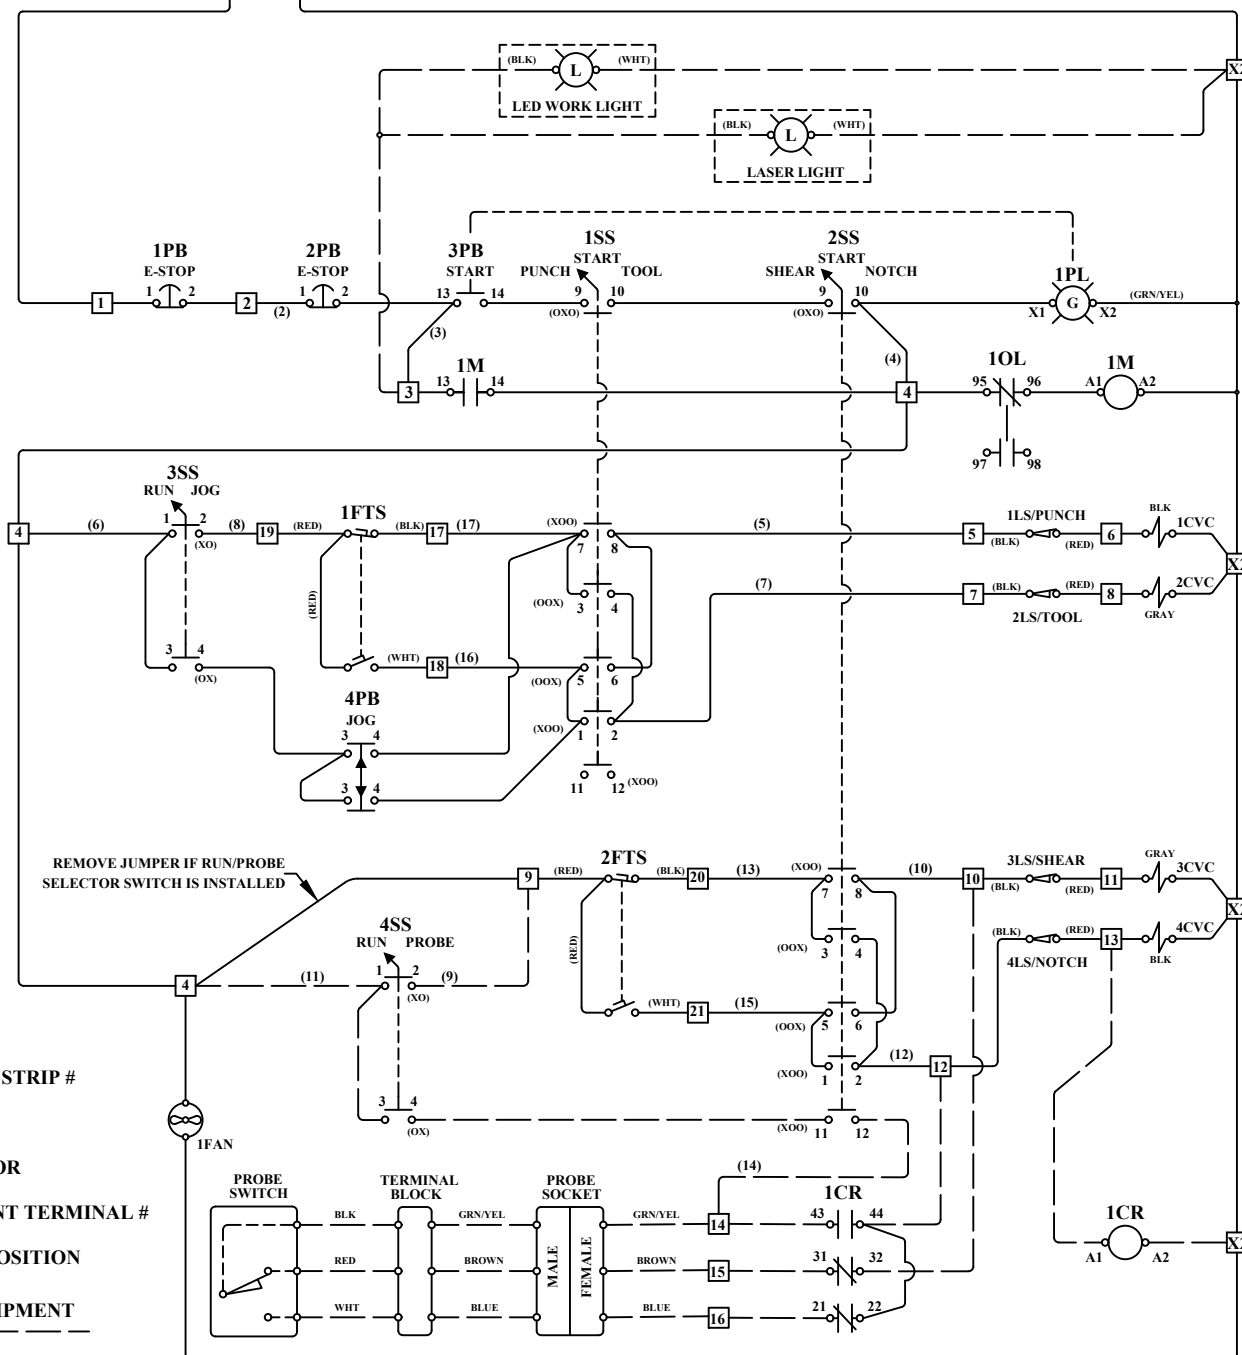 (BLK) L (WHT) X2
LED WORK LIGHT
(BLK) L (WHT)
LASER LIGHT
1PB 2PB 3PB 1SS 2SS
E-STOP E-STOP START START START 1PL
PUNCH TOOL SHEAR NOTCH
1 2 1 2 13 14 9 10 9 10 G (GRN/YEL)
1 2 (2) (OXO) (OXO) X1 X2
(3) (4)
1M 1OL 1M
3 13 14 4 95 96 A1 A2
97 98
3SS
RUN JOG
1FTS 1LS/PUNCH BLK
4 (6) 1 2 (8) 19 (RED) (BLK) 17 (17) (XOO) (5) 5 (BLK) (RED) 6 1CVC
(XO) 7 8 X2
(RED) (7) 7 (BLK) (RED) 8 2CVC
(OOX) 3 4 2LS/TOOL GRAY
3 4 (WHT) 18 (16)
(OX) (OOX) 5 6
4PB
JOG
3 4 (XOO) 1 2
3 4 11 12 (XOO)
REMOVE JUMPER IF RUN/PROBE
SELECTOR SWITCH IS INSTALLED
2FTS 3LS/SHEAR GRAY
9 (RED) (BLK) 20 (13) (XOO) (10) 10 (BLK) (RED) 11 3CVC
7 8 X2
4SS
RUN PROBE (RED) (OOX) 3 4 (BLK) (RED) 13 4CVC
4LS/NOTCH BLK
4 (11) 1 2 (9)
(XO) (WHT) 21 (15) (OOX) 5 6
(XOO) 1 2 (12) 12
STRIP #
3 4 (OX) (XOO) 11 12
1FAN
OR
(14)
PROBE SWITCH
TERMINAL BLOCK
PROBE SOCKET
1CR 1CR
NT TERMINAL #
BLK GRN/YEL GRN/YEL 14 43 44
A1 A2 X2
OSITION
RED BROWN MALE FEMALE BROWN 15 31 32
IPMENT
WHT BLUE BLUE 16 21 22